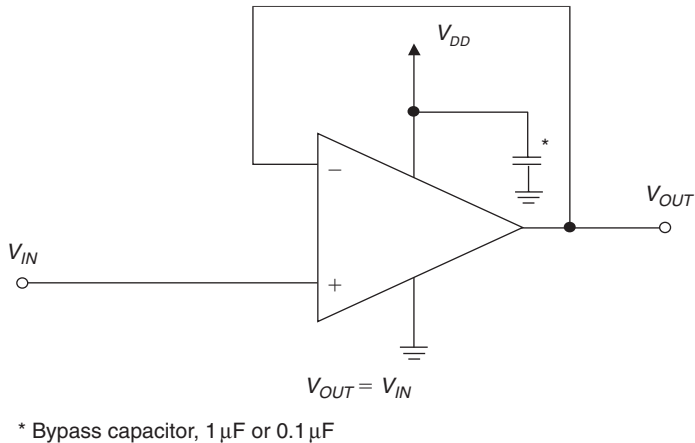 V_DD
*
−
V_OUT
V_IN
+
V_OUT = V_IN
* Bypass capacitor, 1 μF or 0.1 μF